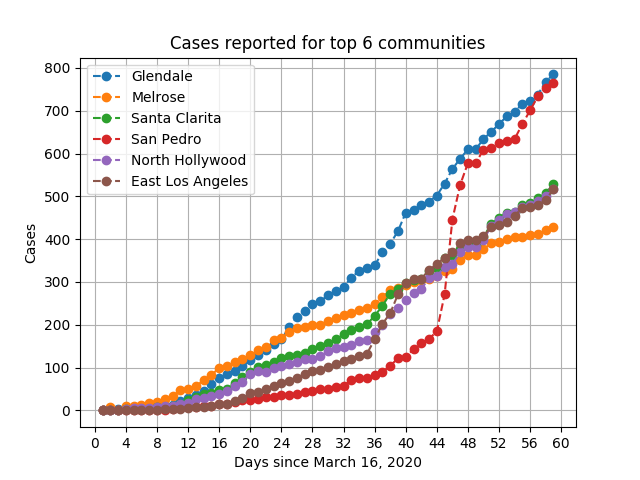 Cases reported for top 6 communities
Glendale
Melrose
Santa Clarita
San Pedro
North Hollywood
East Los Angeles
Cases
800
700
600
500
400
300
200
100
0
0 4 8 12 16 20 24 28 32 36 40 44 48 52 56 60
Days since March 16, 2020